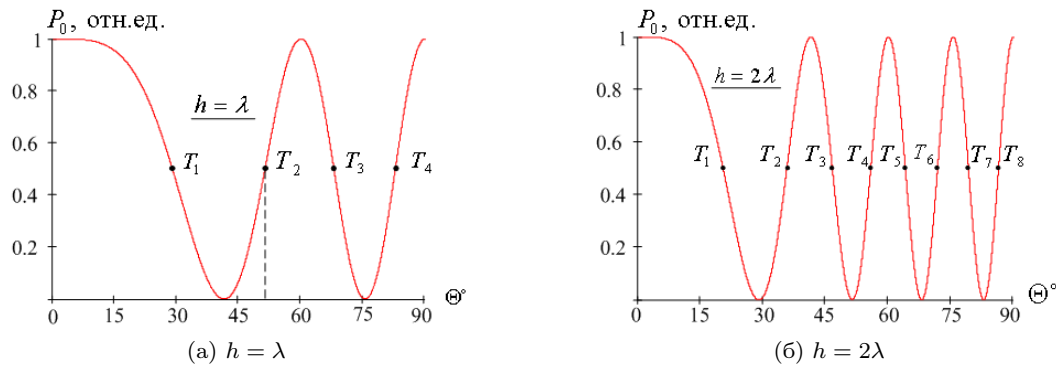 P₀, отн.ед.
1
0.8
0.6
0.4
0.2
h = λ
T₁
T₂
T₃
T₄
0 15 30 45 60 75 90
Θ°
(а) h = λ
P₀, отн.ед.
1
0.8
0.6
0.4
0.2
h = 2λ
T₁
T₂
T₃
T₄
T₅
T₆
T₇
T₈
0 15 30 45 60 75 90
Θ°
(б) h = 2λ